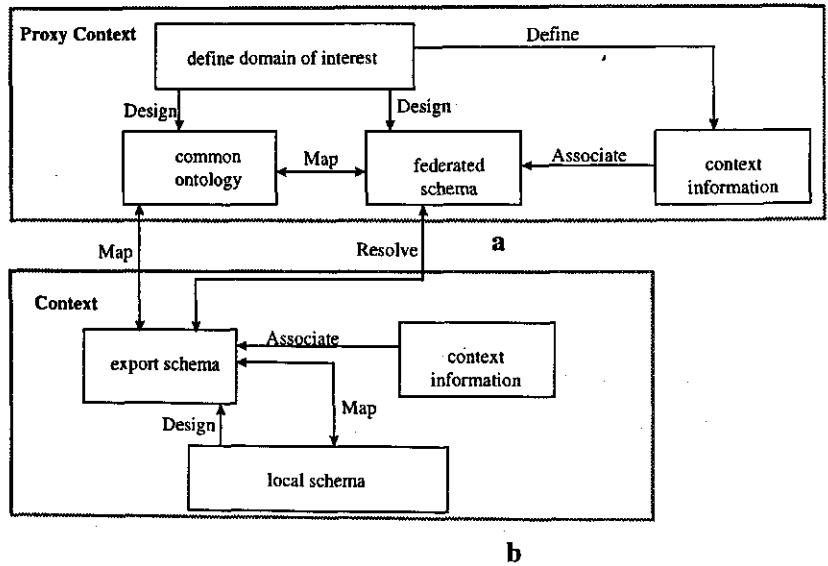 Proxy Context
define domain of interest
Define
Design
Design
common
ontology
Map
federated
schema
Associate
context
information
a
Map
Resolve
Context
export schema
Associate
context
information
Map
Design
local schema
b